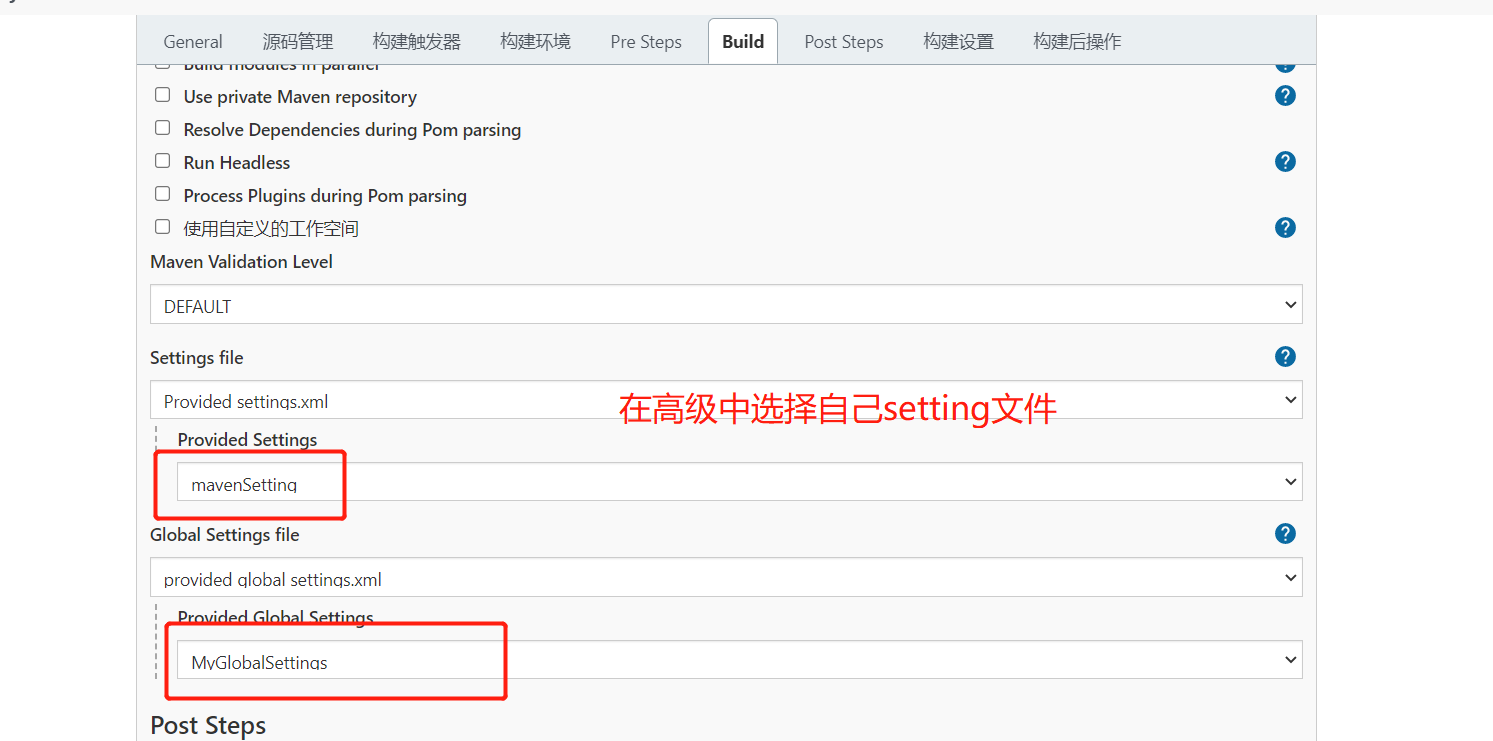 General 源码管理 构建触发器 构建环境 Pre Steps Build Post Steps 构建设置 构建后操作
Build modules in parallel
Use private Maven repository
Resolve Dependencies during Pom parsing
Run Headless
Process Plugins during Pom parsing
使用自定义的工作空间
Maven Validation Level
DEFAULT
Settings file
Provided settings.xml
在高级中选择自己setting文件
Provided Settings
mavenSetting
Global Settings file
provided global settings.xml
Provided Global Settings
MyGlobalSettings
Post Steps